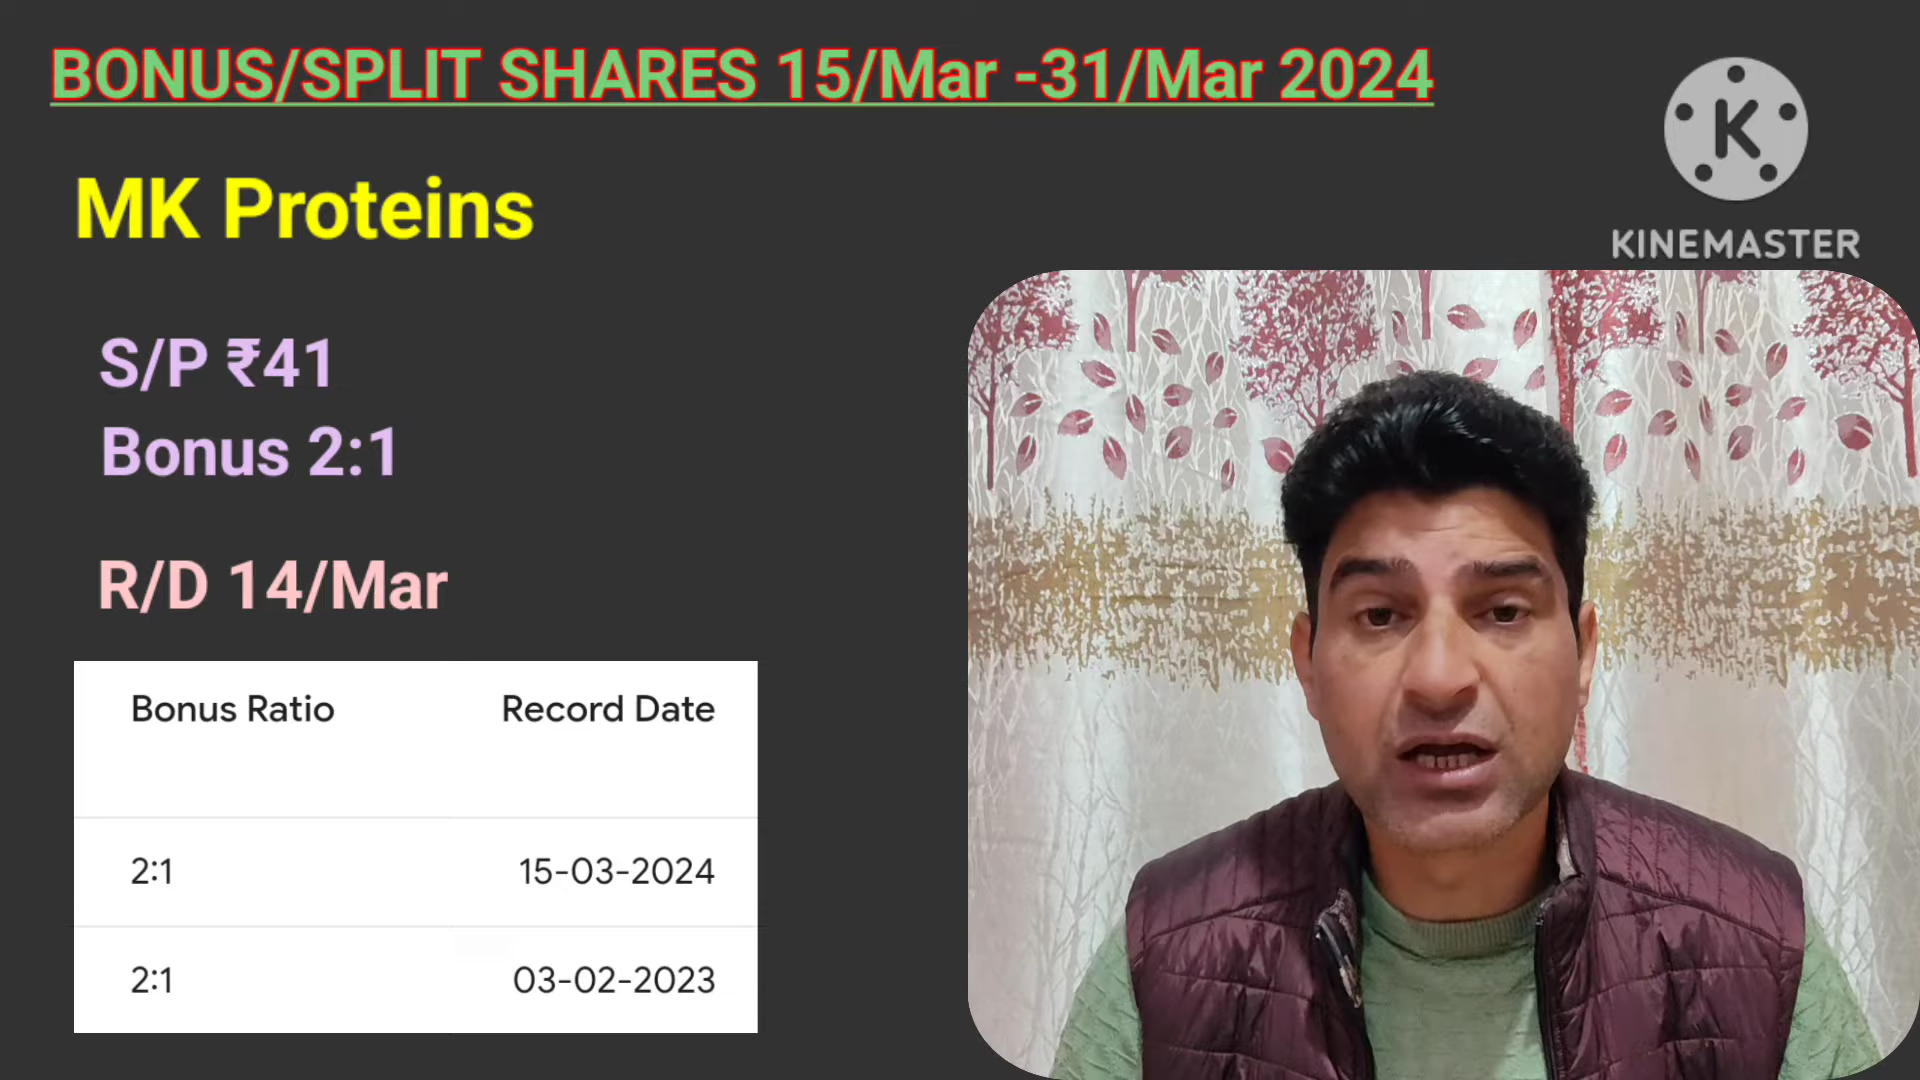 BONUS/SPLIT SHARES 15/Mar -31/Mar 2024
K
KINEMASTER
MK Proteins
S/P ₹41
Bonus 2:1
R/D 14/Mar
Bonus Ratio Record Date
2:1 15-03-2024
2:1 03-02-2023